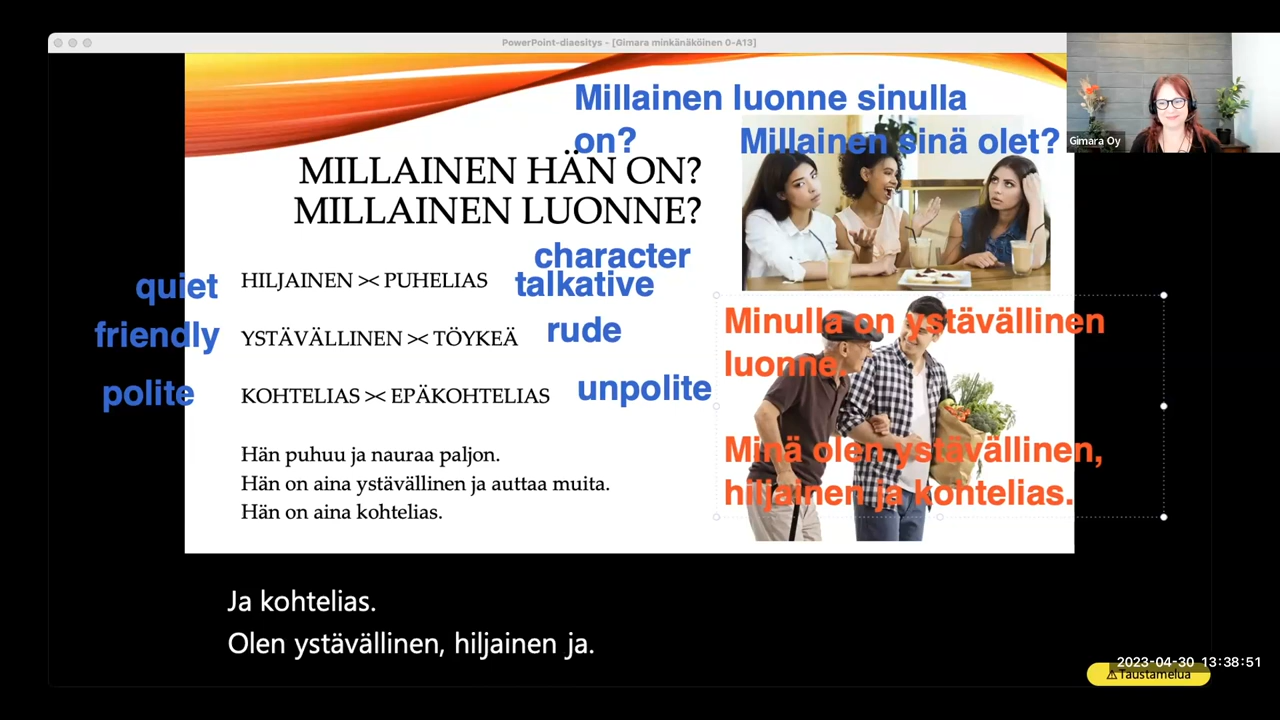 PowerPoint-diaesitys - [Gimara minkänäköinen 0-A13]
Millainen luonne sinulla
on?
Millainen sinä olet?
Gimara Oy
MILLAINEN HÄN ON?
MILLAINEN LUONNE?
character
quiet
HILJAINEN >< PUHELIAS
talkative
friendly
YSTÄVÄLLINEN >< TÖYKEÄ
rude
polite
KOHTELIAS >< EPÄKOHTELIAS
unpolite
Minulla on ystävällinen
luonne.
Minä olen ystävällinen,
hiljainen ja kohtelias.
Hän puhuu ja nauraa paljon.
Hän on aina ystävällinen ja auttaa muita.
Hän on aina kohtelias.
Ja kohtelias.
Olen ystävällinen, hiljainen ja.
2023-04-30 13:38:51
⚠Taustamelua